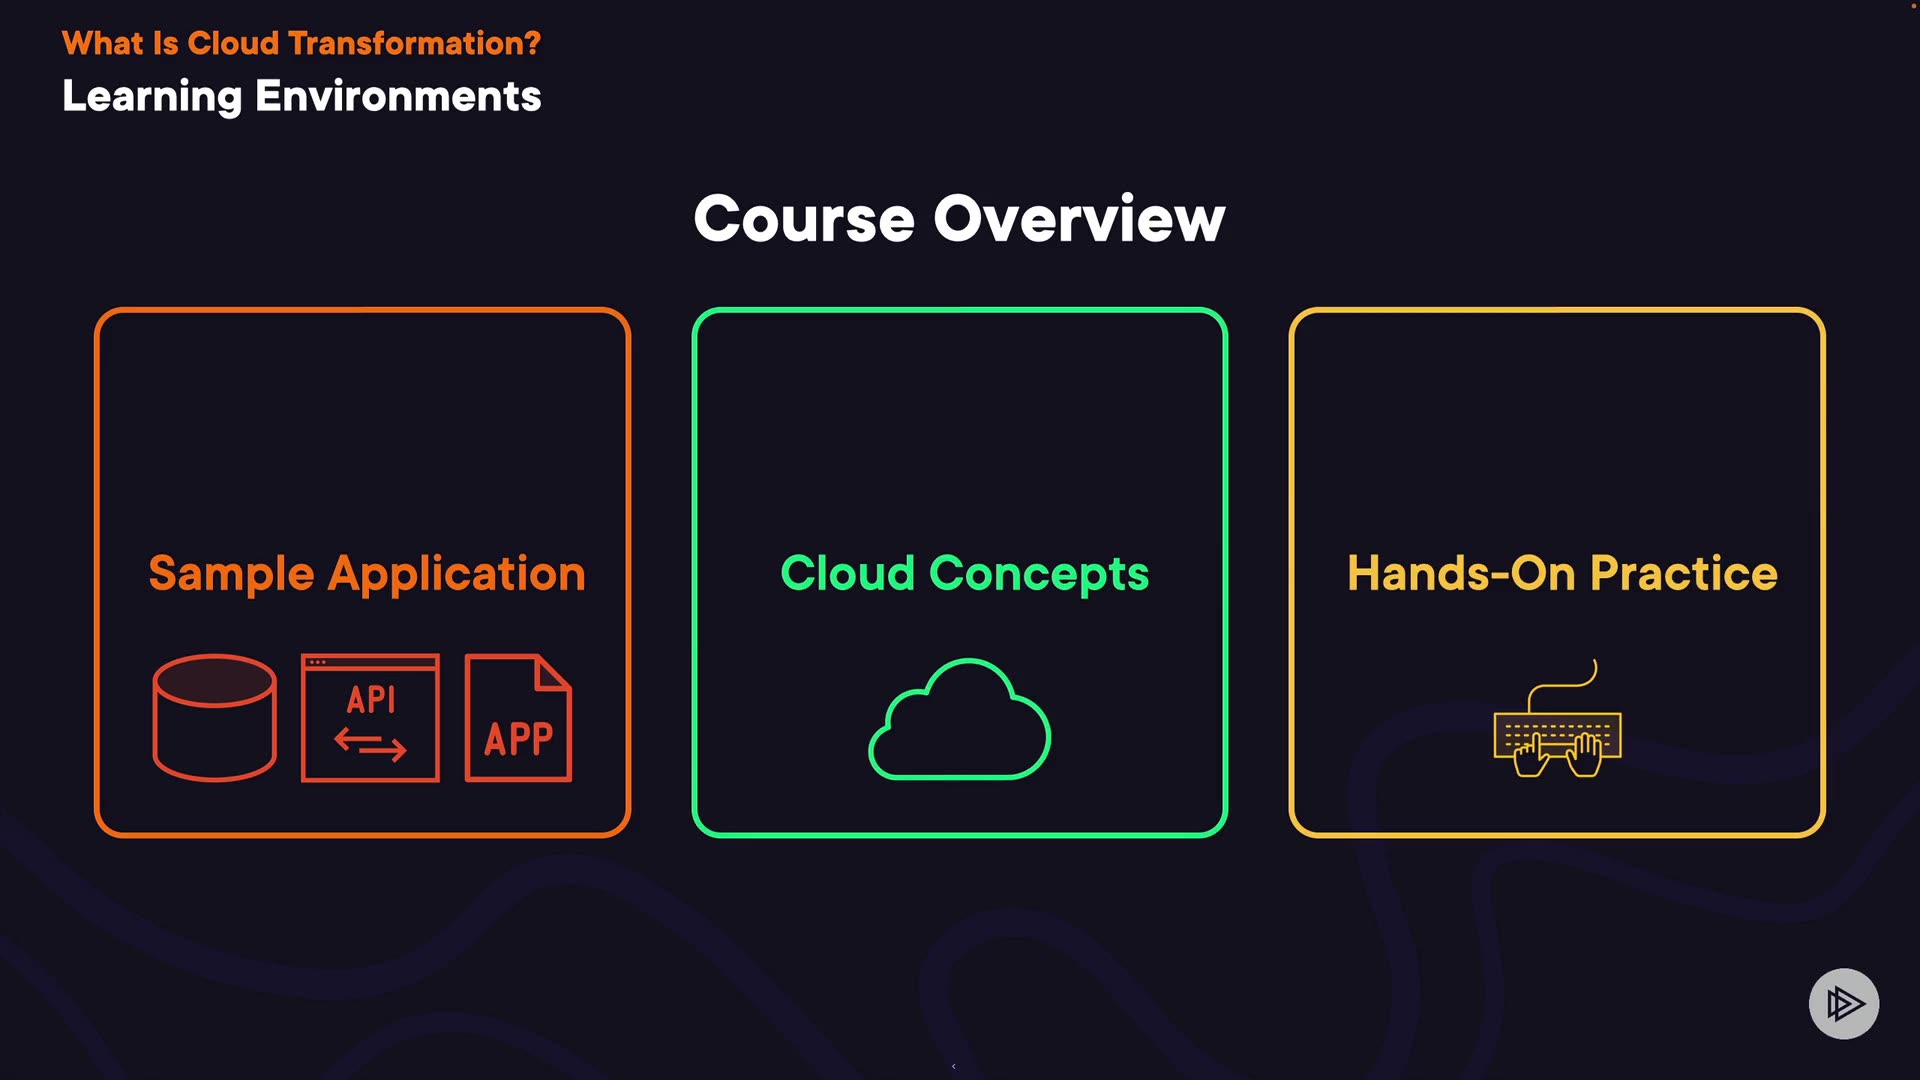 What Is Cloud Transformation?
Learning Environments
Course Overview
Sample Application
Cloud Concepts
Hands-On Practice
API
APP